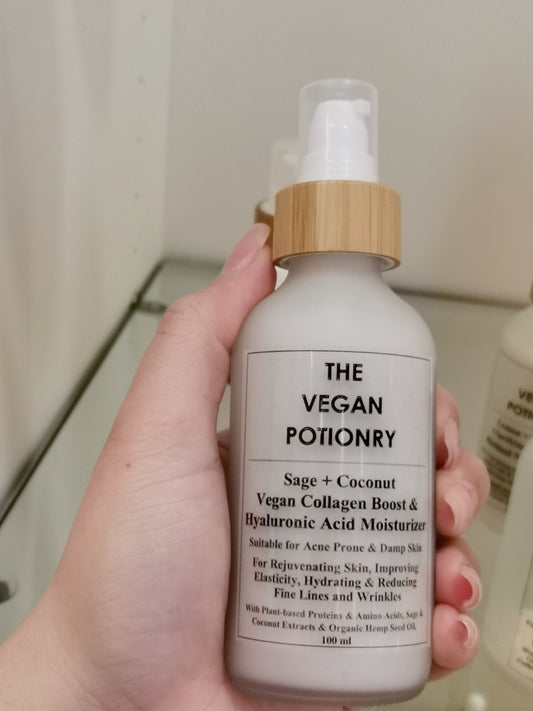 THE
VEGAN
POTIONRY
Sage + Coconut
Vegan Collagen Boost &
Hyaluronic Acid Moisturizer
Suitable for Acne Prone & Damp Skin
For Rejuvenating Skin, Improving
Elasticity, Hydrating & Reducing
Fine Lines and Wrinkles
With Plant-based Proteins & Amino Acids, Sage &
Coconut Extracts & Organic Hemp Seed Oil.
100 ml